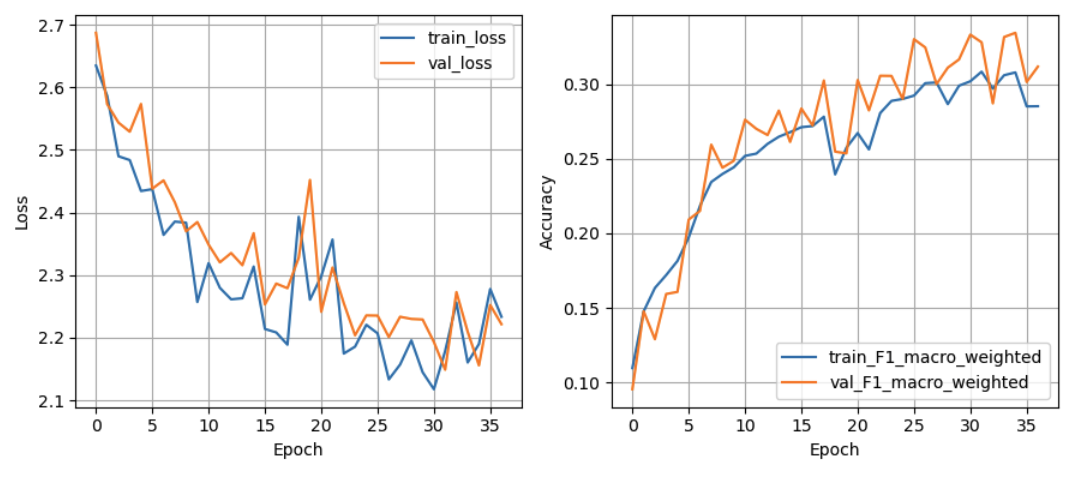 2.7
2.6
2.5
2.4
2.3
2.2
2.1
Loss
train_loss
val_loss
0 5 10 15 20 25 30 35
Epoch
0.30
0.25
0.20
0.15
0.10
Accuracy
train_F1_macro_weighted
val_F1_macro_weighted
0 5 10 15 20 25 30 35
Epoch